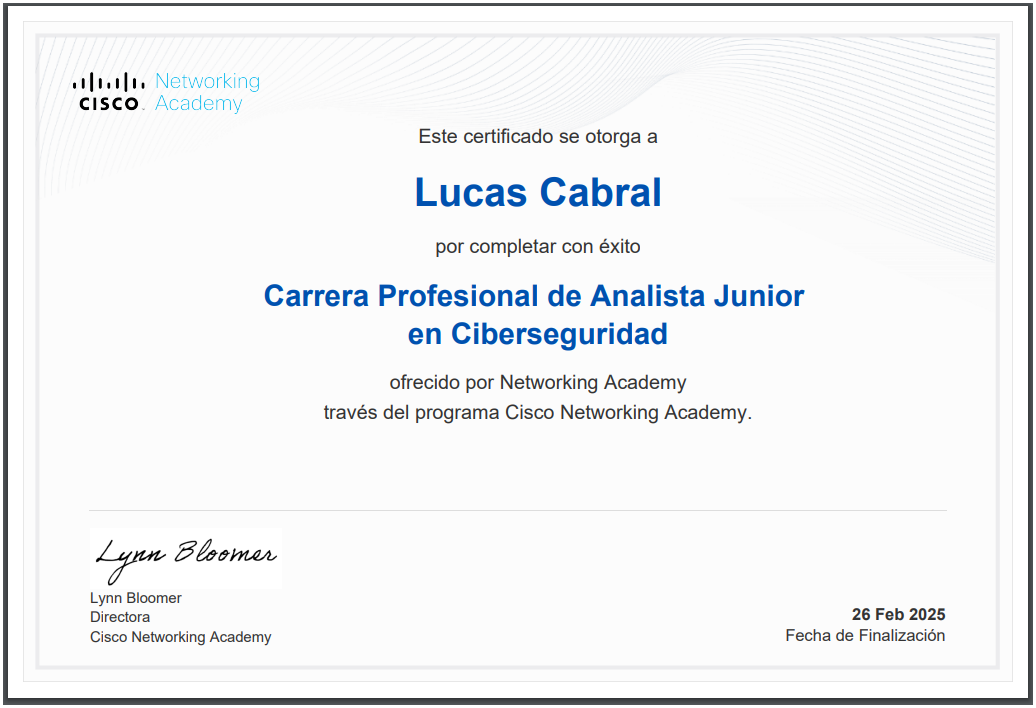 Networking
CISCO Academy
Este certificado se otorga a
Lucas Cabral
por completar con éxito
Carrera Profesional de Analista Junior
en Ciberseguridad
ofrecido por Networking Academy
través del programa Cisco Networking Academy.
Lynn Bloomer
Lynn Bloomer
Directora
Cisco Networking Academy
26 Feb 2025
Fecha de Finalización